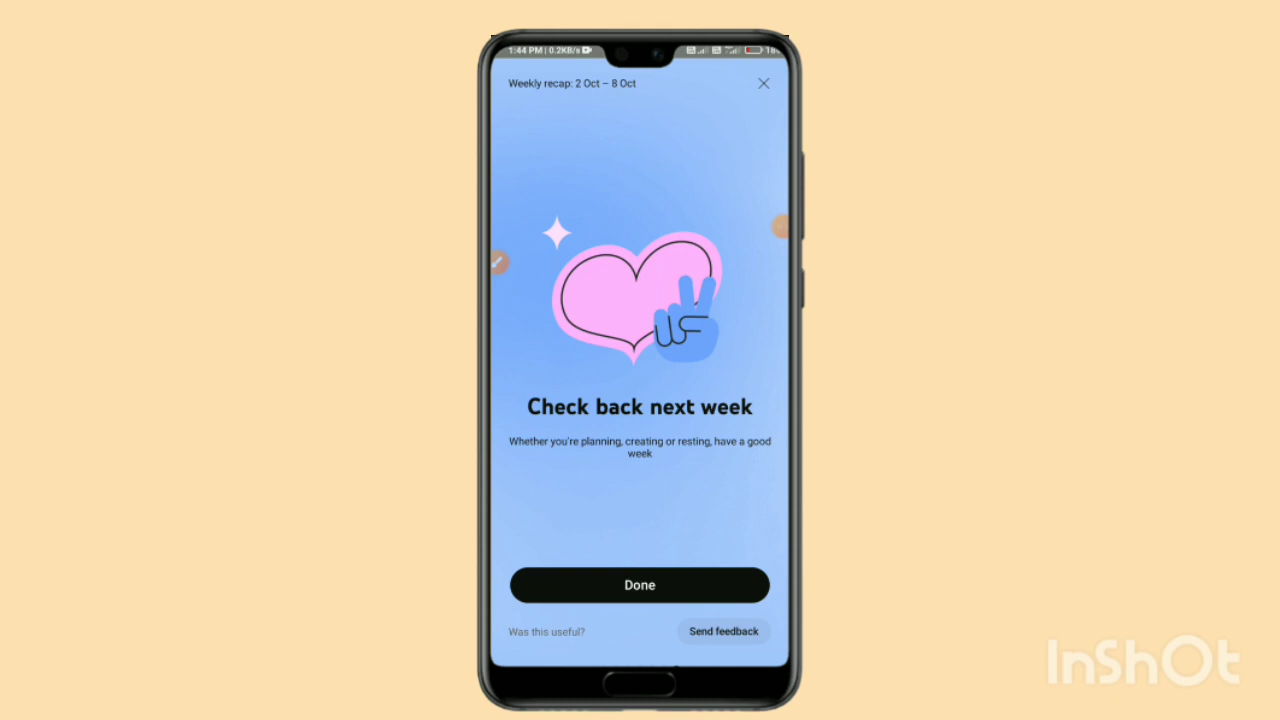 1:44 PM | 0.2KB/s
Weekly recap: 2 Oct – 8 Oct
Check back next week
Whether you're planning, creating or resting, have a good
week
Done
Was this useful?
Send feedback
InShOt